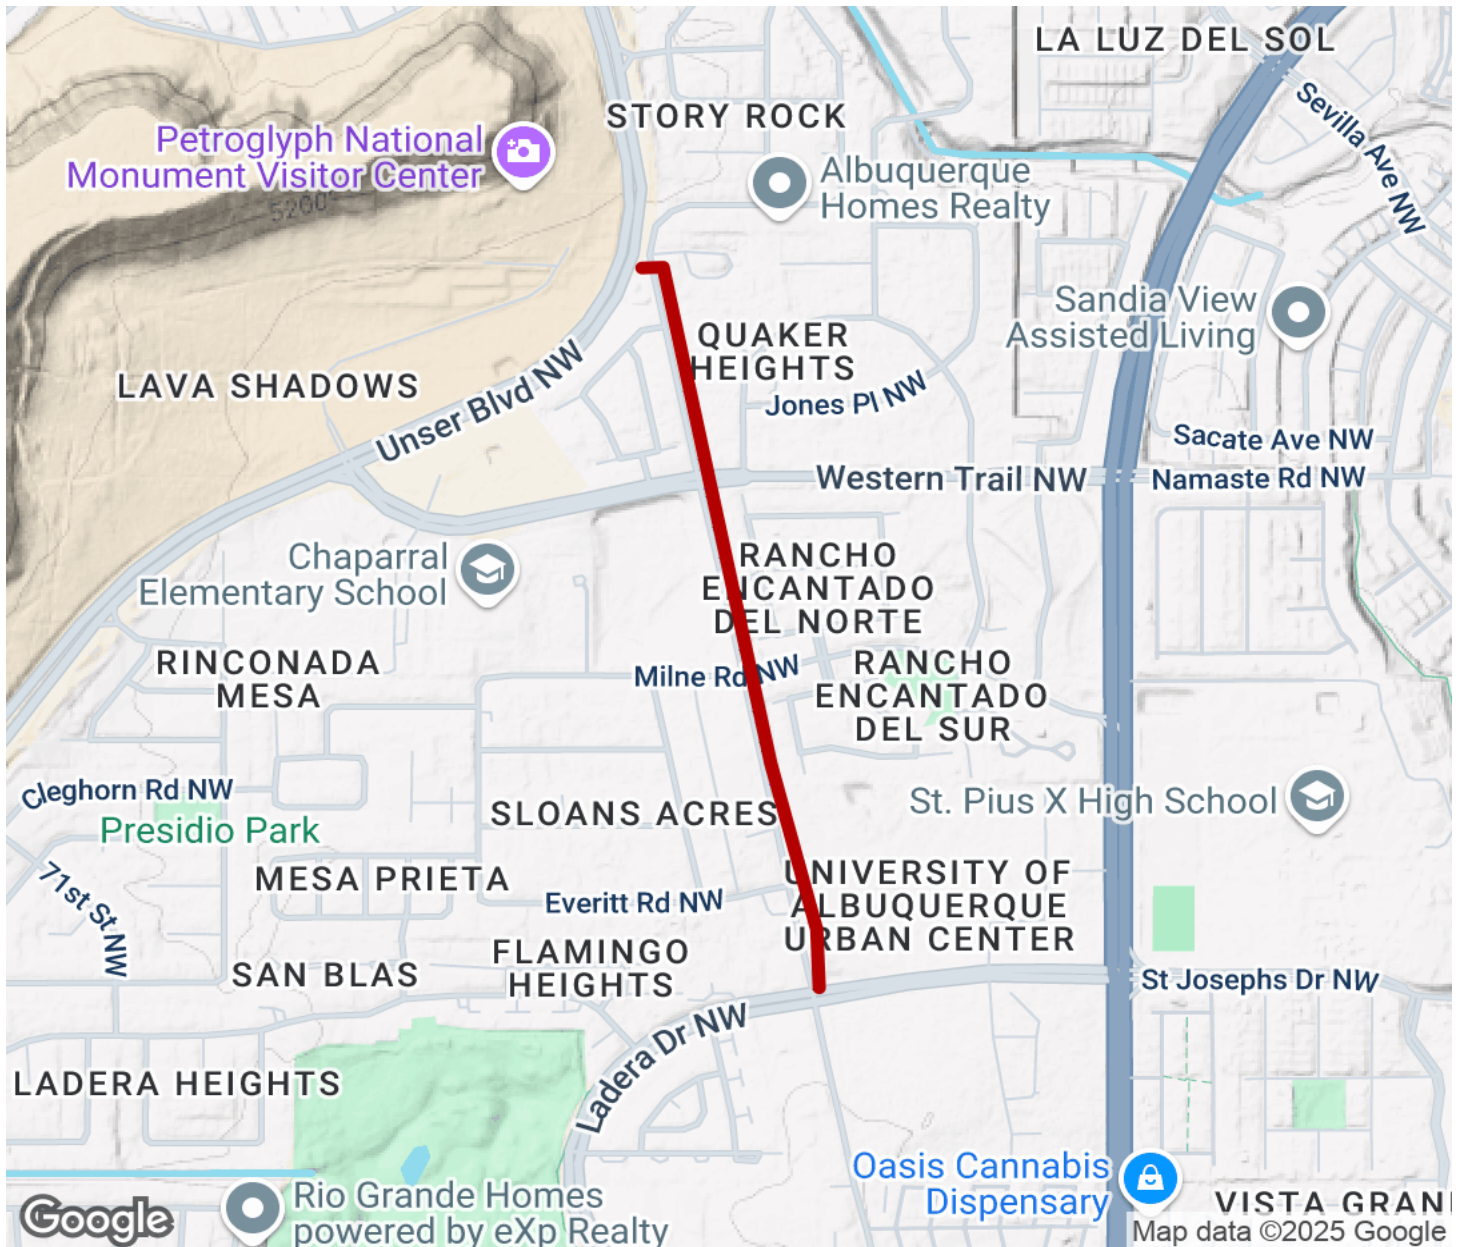 LA LUZ DEL SOL
Sevilla Ave NW
STORY ROCK
Petroglyph National
Monument Visitor Center
5200
Albuquerque
Homes Realty
Sandia View
Assisted Living
QUAKER
HEIGHTS
LAVA SHADOWS
Unser Blvd NW
Jones Pl NW
Sacate Ave NW
Western Trail NW
Namaste Rd NW
Chaparral
Elementary School
RANCHO
ENCANTADO
DEL NORTE
RINCONADA
MESA
Milne Rd NW
RANCHO
ENCANTADO
DEL SUR
Cleghorn Rd NW
Presidio Park
SLOANS ACRES
St. Pius X High School
71st St NW
MESA PRIETA
Everitt Rd NW
UNIVERSITY OF
ALBUQUERQUE
URBAN CENTER
SAN BLAS
FLAMINGO
HEIGHTS
St Josephs Dr NW
Ladera Dr NW
LADERA HEIGHTS
Oasis Cannabis
Dispensary
Rio Grande Homes
powered by eXp Realty
VISTA GRAN
Google
Map data ©2025 Google